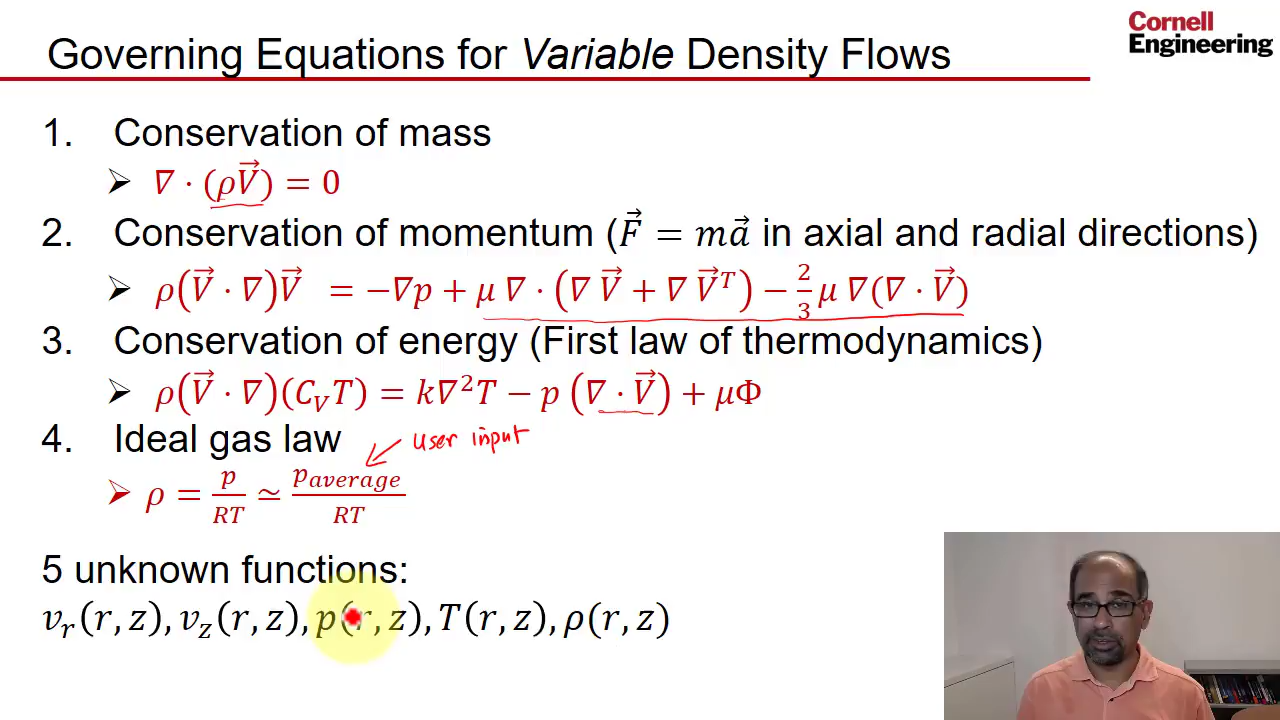 Cornell
Engineering
Governing Equations for Variable Density Flows
1. Conservation of mass
➢ ∇ · (ρV⃗) = 0
2. Conservation of momentum (F⃗ = ma⃗ in axial and radial directions)
➢ ρ(V⃗ · ∇)V⃗ = −∇p + μ ∇ · (∇ V⃗ + ∇ V⃗ᵀ) − 2/3 μ ∇(∇ · V⃗)
3. Conservation of energy (First law of thermodynamics)
➢ ρ(V⃗ · ∇)(C_V T) = k∇²T − p (∇ · V⃗) + μΦ
4. Ideal gas law
user input
➢ ρ = p/RT ≃ p_average/RT
5 unknown functions:
v_r(r, z), v_z(r, z), p(r, z), T(r, z), ρ(r, z)